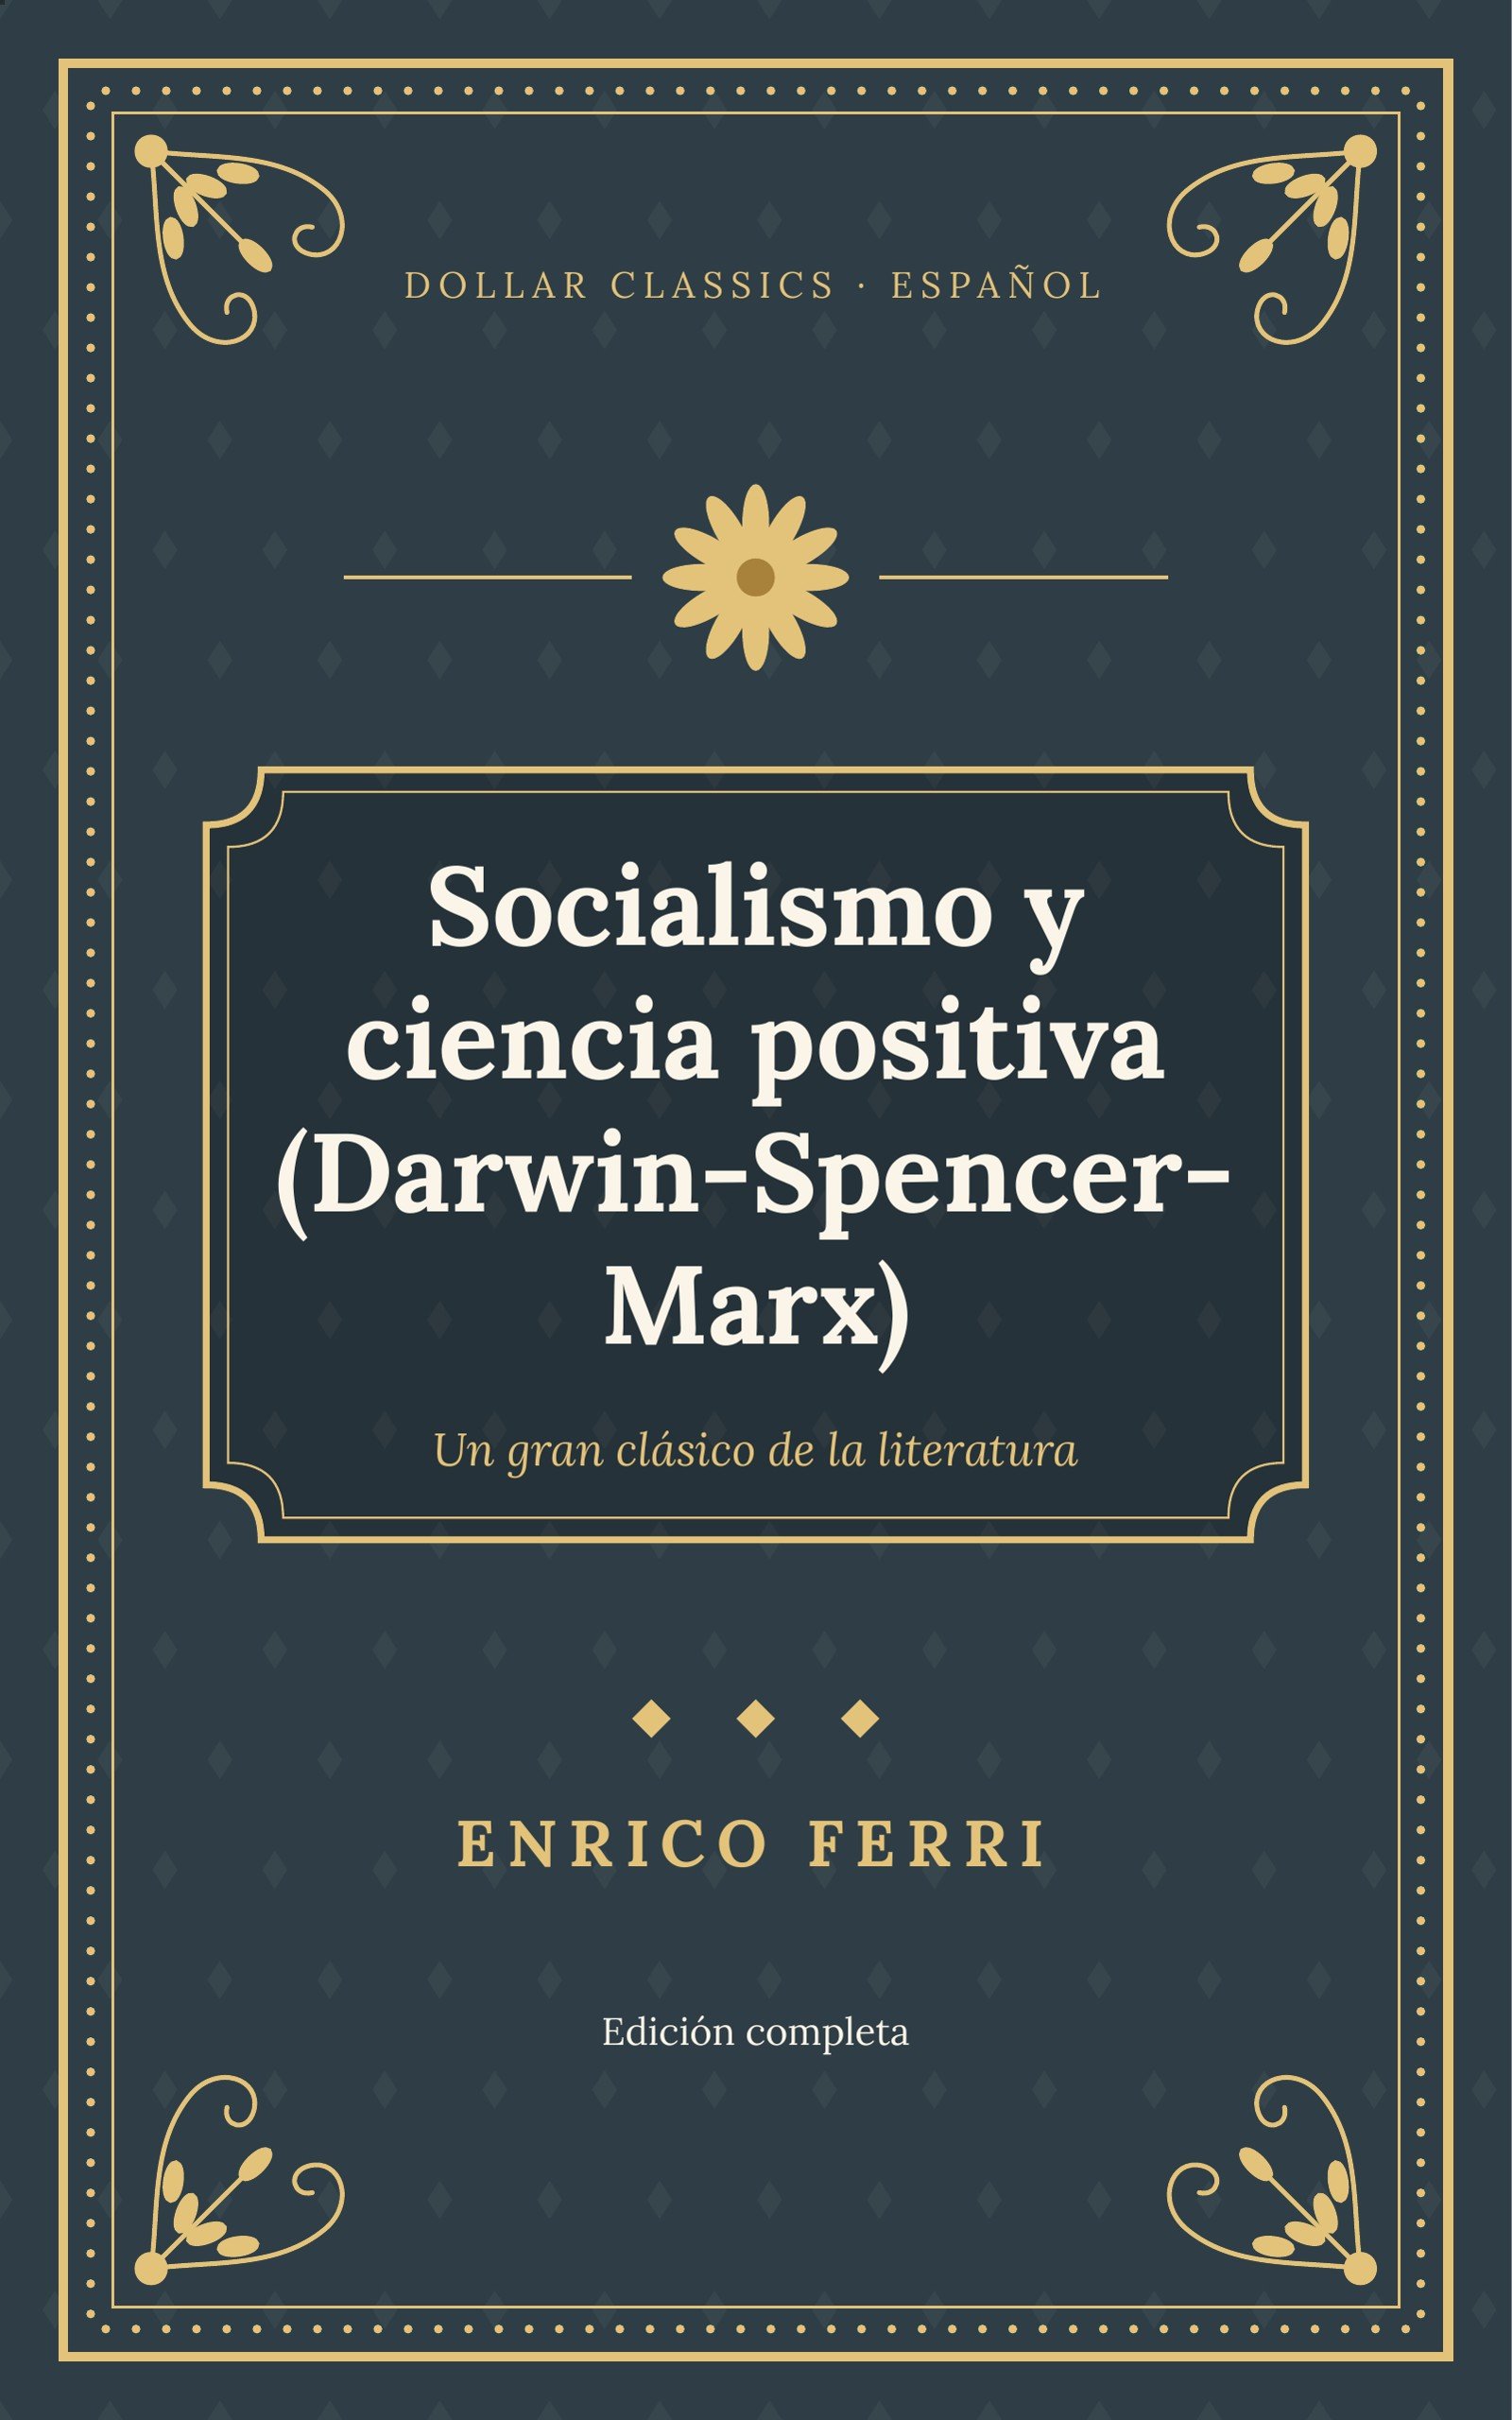 DOLLAR CLASSICS · ESPAÑOL
Socialismo y
ciencia positiva
(Darwin-Spencer-
Marx)
Un gran clásico de la literatura
ENRICO FERRI
Edición completa